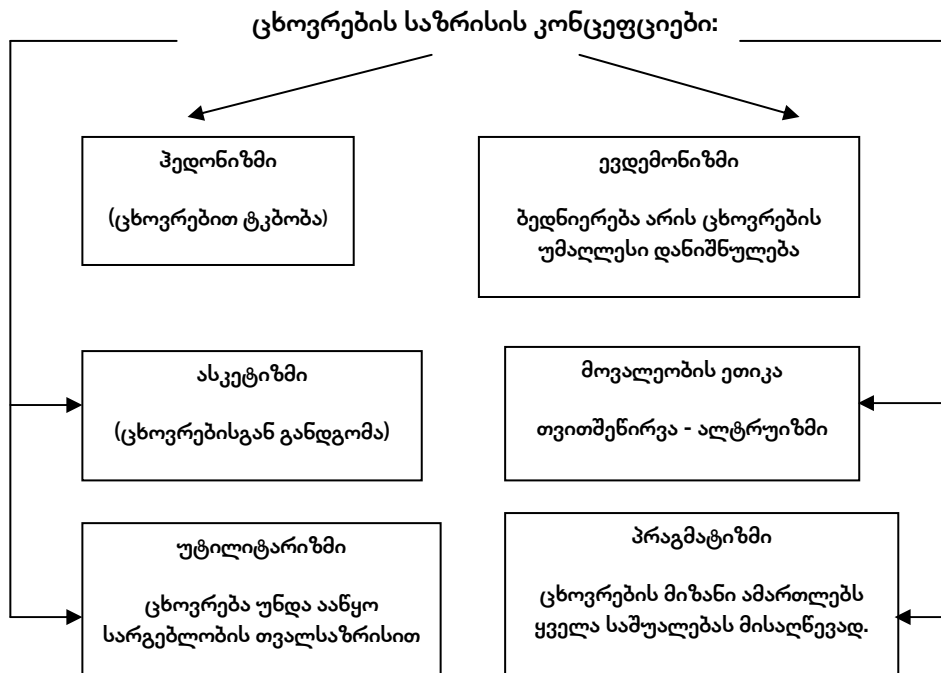 ცხოვრების საზრისის კონცეფციები:
ჰედონიზმი
(ცხოვრებით ტკბობა)
ევდემონიზმი
ბედნიერება არის ცხოვრების
უმაღლესი დანიშნულება
ასკეტიზმი
(ცხოვრებისგან განდგომა)
მოვალეობის ეთიკა
თვითშეწირვა - ალტრუიზმი
უტილიტარიზმი
ცხოვრება უნდა ააწყო
სარგებლობის თვალსაზრისით
პრაგმატიზმი
ცხოვრების მიზანი ამართლებს
ყველა საშუალებას მისაღწევად.